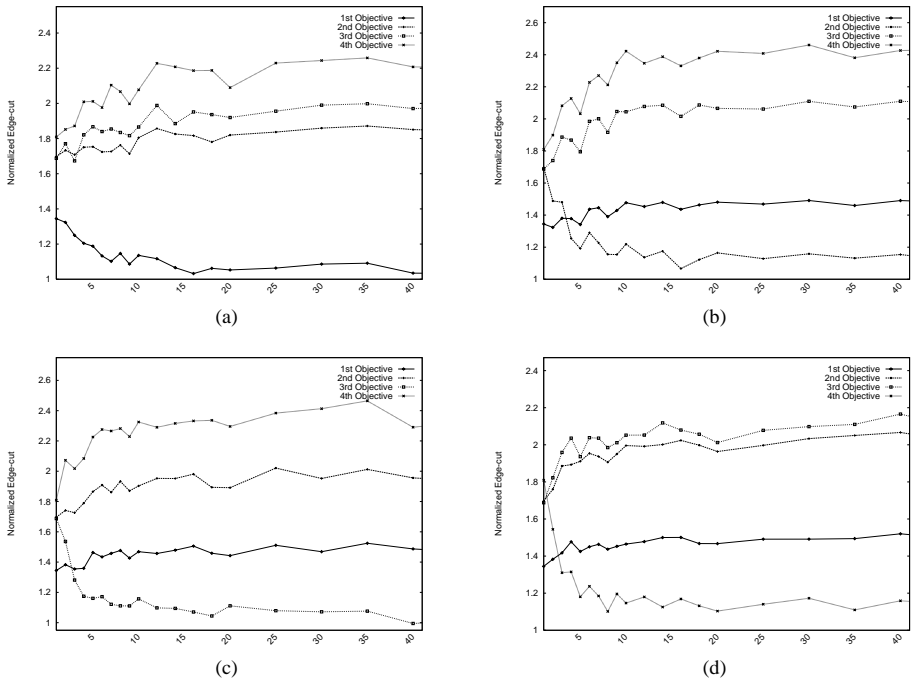 1st Objective
2nd Objective
3rd Objective
4th Objective
Normalized Edge-cut
2.4
2.2
2
1.8
1.6
1.4
1.2
1
5 10 15 20 25 30 35 40
(a)
1st Objective
2nd Objective
3rd Objective
4th Objective
Normalized Edge-cut
2.6
2.4
2.2
2
1.8
1.6
1.4
1.2
1
5 10 15 20 25 30 35 40
(b)
1st Objective
2nd Objective
3rd Objective
4th Objective
Normalized Edge-cut
2.6
2.4
2.2
2
1.8
1.6
1.4
1.2
1
5 10 15 20 25 30 35 40
(c)
1st Objective
2nd Objective
3rd Objective
4th Objective
Normalized Edge-cut
2.4
2.2
2
1.8
1.6
1.4
1.2
1
5 10 15 20 25 30 35 40
(d)